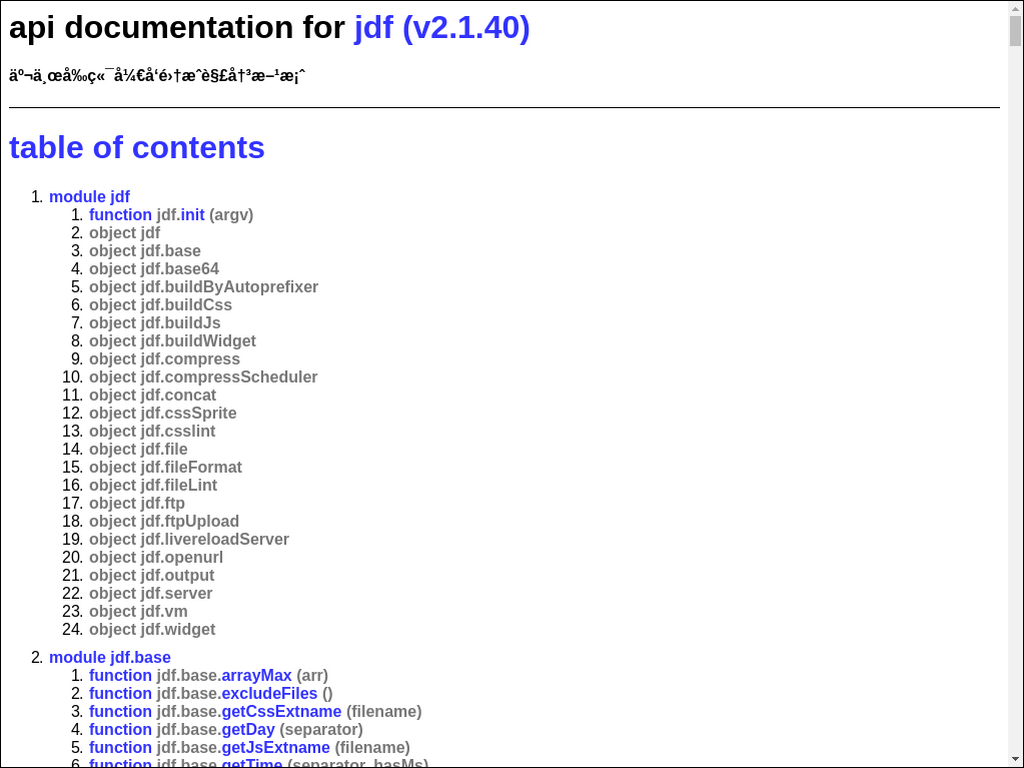 api documentation for jdf (v2.1.40)
äº¬ä¸œå‰ç«¯å¼€å‘é›†æˆè§£å†³æ–¹æ¡ˆ
table of contents
1. module jdf
1. function jdf.init (argv)
2. object jdf
3. object jdf.base
4. object jdf.base64
5. object jdf.buildByAutoprefixer
6. object jdf.buildCss
7. object jdf.buildJs
8. object jdf.buildWidget
9. object jdf.compress
10. object jdf.compressScheduler
11. object jdf.concat
12. object jdf.cssSprite
13. object jdf.csslint
14. object jdf.file
15. object jdf.fileFormat
16. object jdf.fileLint
17. object jdf.ftp
18. object jdf.ftpUpload
19. object jdf.livereloadServer
20. object jdf.openurl
21. object jdf.output
22. object jdf.server
23. object jdf.vm
24. object jdf.widget
2. module jdf.base
1. function jdf.base.arrayMax (arr)
2. function jdf.base.excludeFiles ()
3. function jdf.base.getCssExtname (filename)
4. function jdf.base.getDay (separator)
5. function jdf.base.getJsExtname (filename)
6. function jdf.base.getTime (separator, hasMs)